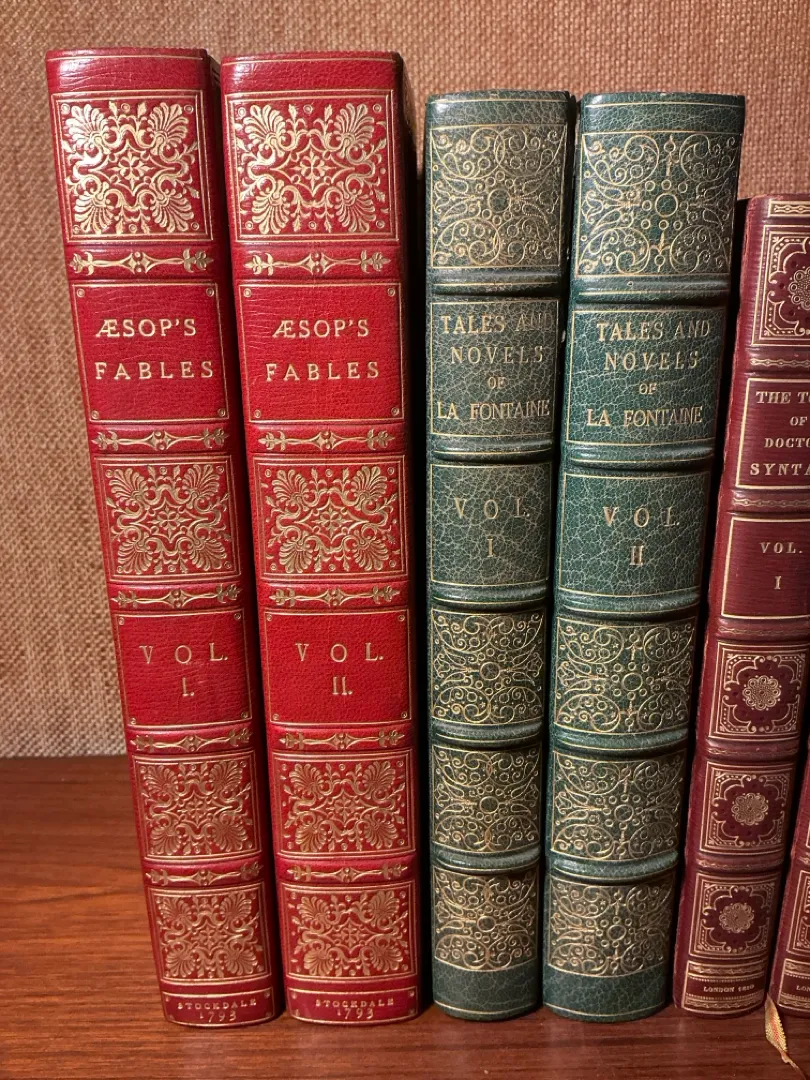 ÆSOP'S
FABLES
VOL.
I.
STOCKDALE
1793
ÆSOP'S
FABLES
VOL.
II.
STOCKDALE
1793
TALES AND
NOVELS
OF
LA FONTAINE
VOL.
I
TALES AND
NOVELS
OF
LA FONTAINE
VOL.
II
THE
OF
SYNTA
VOL.
I
LONDON